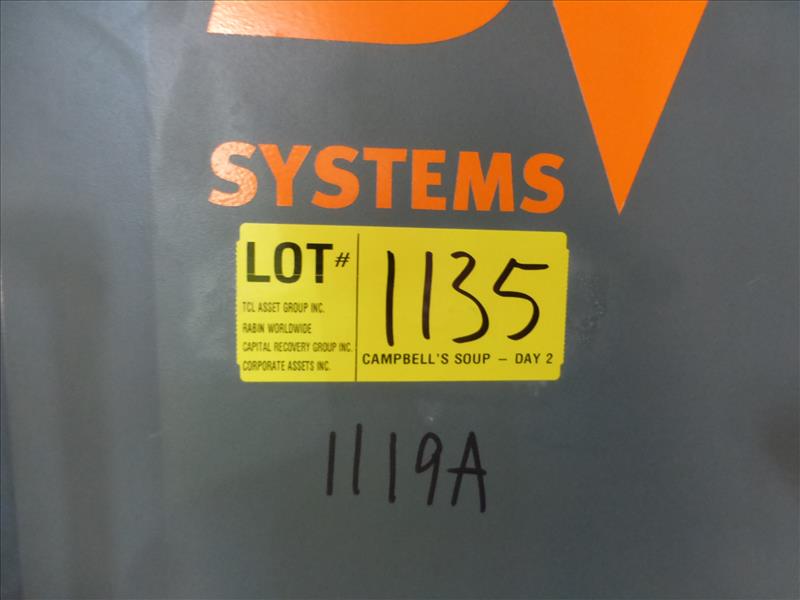 SYSTEMS
LOT# 1135
TCL ASSET GROUP INC.
RABIN WORLDWIDE
CAPITAL RECOVERY GROUP INC.
CORPORATE ASSETS INC.
CAMPBELL'S SOUP – DAY 2
1119A